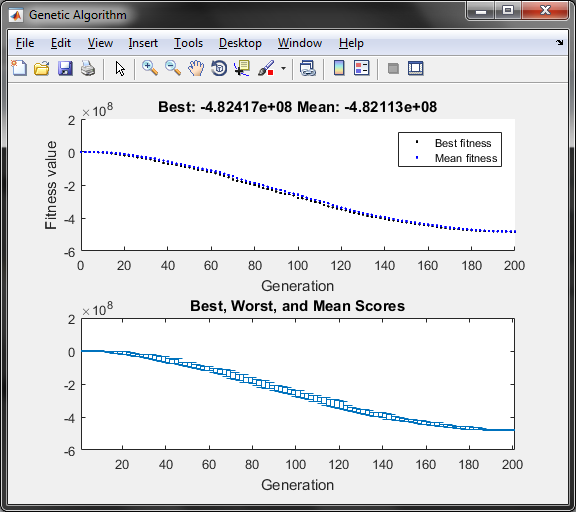 Genetic Algorithm
File Edit View Insert Tools Desktop Window Help
×10^8
Best: -4.82417e+08 Mean: -4.82113e+08
2
0
-2
-4
-6
Fitness value
Best fitness
Mean fitness
0 20 40 60 80 100 120 140 160 180 200
Generation
×10^8
Best, Worst, and Mean Scores
2
0
-2
-4
-6
20 40 60 80 100 120 140 160 180 200
Generation